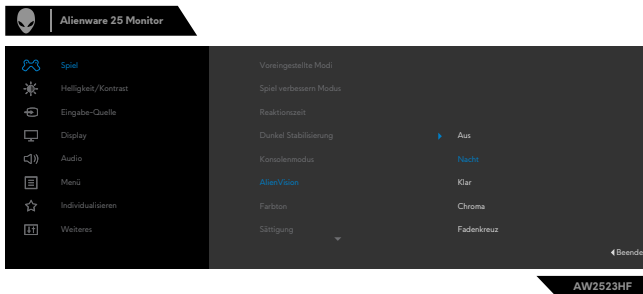 Alienware 25 Monitor
Spiel
Helligkeit/Kontrast
Eingabe-Quelle
Display
Audio
Menü
Individualisieren
Weiteres
Voreingestellte Modi
Spiel verbessern Modus
Reaktionszeit
Dunkel Stabilisierung
Konsolenmodus
AlienVision
Farbton
Sättigung
Aus
Nacht
Klar
Chroma
Fadenkreuz
Beende
AW2523HF